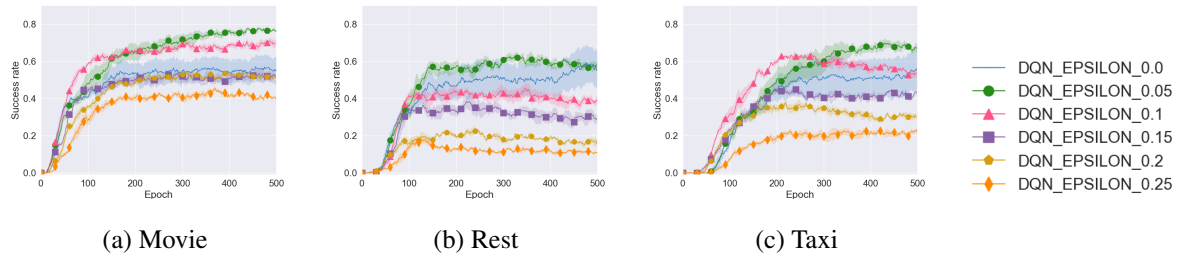 0.8
0.6
0.4
0.2
0.0
Success rate
0 100 200 300 400 500
Epoch
(a) Movie
0.8
0.6
0.4
0.2
0.0
Success rate
0 100 200 300 400 500
Epoch
(b) Rest
0.8
0.6
0.4
0.2
0.0
Success rate
0 100 200 300 400 500
Epoch
(c) Taxi
DQN_EPSILON_0.0
DQN_EPSILON_0.05
DQN_EPSILON_0.1
DQN_EPSILON_0.15
DQN_EPSILON_0.2
DQN_EPSILON_0.25